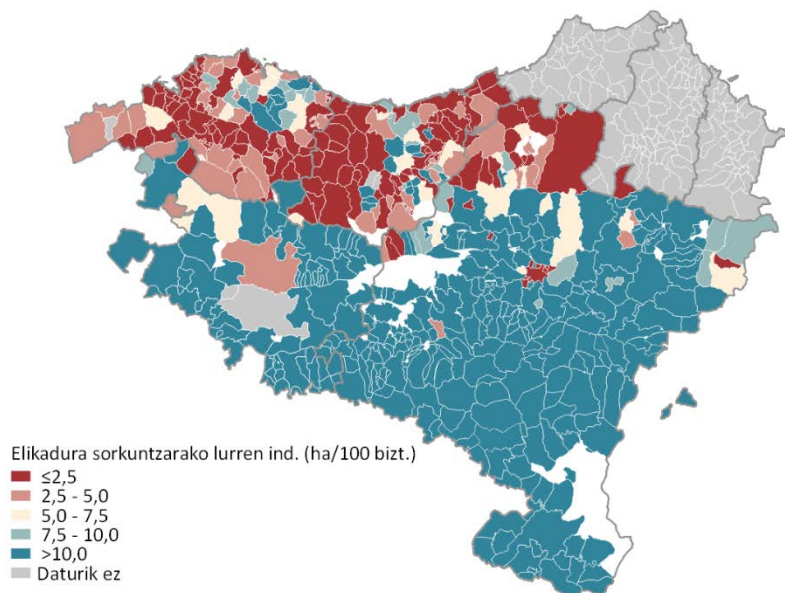 Elikadura sorkuntzarako lurren ind. (ha/100 bizt.)
≤2,5
2,5 - 5,0
5,0 - 7,5
7,5 - 10,0
>10,0
Daturik ez